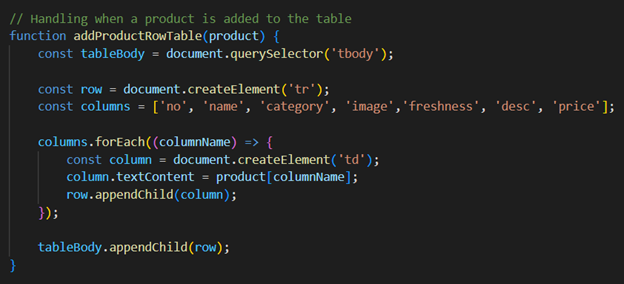 // Handling when a product is added to the table
function addProductRowTable(product) {
    const tableBody = document.querySelector('tbody');

    const row = document.createElement('tr');
    const columns = ['no', 'name', 'category', 'image','freshness', 'desc', 'price'];

    columns.forEach((columnName) => {
        const column = document.createElement('td');
        column.textContent = product[columnName];
        row.appendChild(column);
    });

    tableBody.appendChild(row);
}